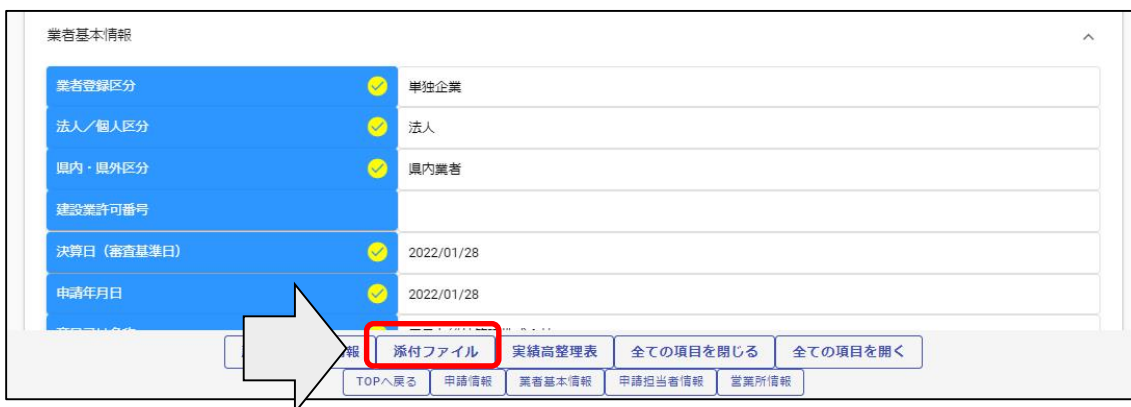 業者基本情報
業者登録区分 単独企業
法人／個人区分 法人
県内・県外区分 県内業者
建設業許可番号
決算日（審査基準日） 2022/01/28
申請年月日 2022/01/28
報 添付ファイル 実績高整理表 全ての項目を閉じる 全ての項目を開く
TOPへ戻る 申請情報 業者基本情報 申請担当者情報 営業所情報